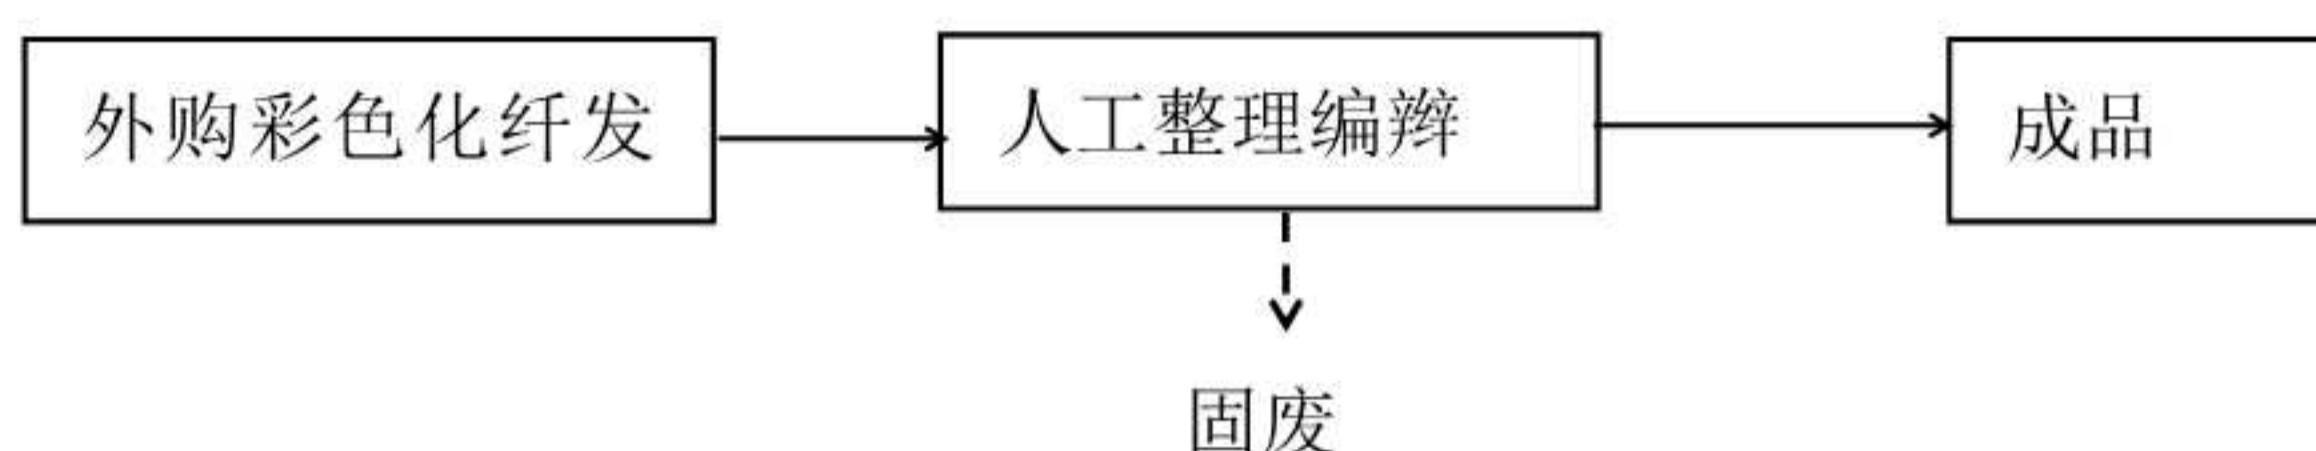 外购彩色化纤发
人工整理编辫
成品
固废